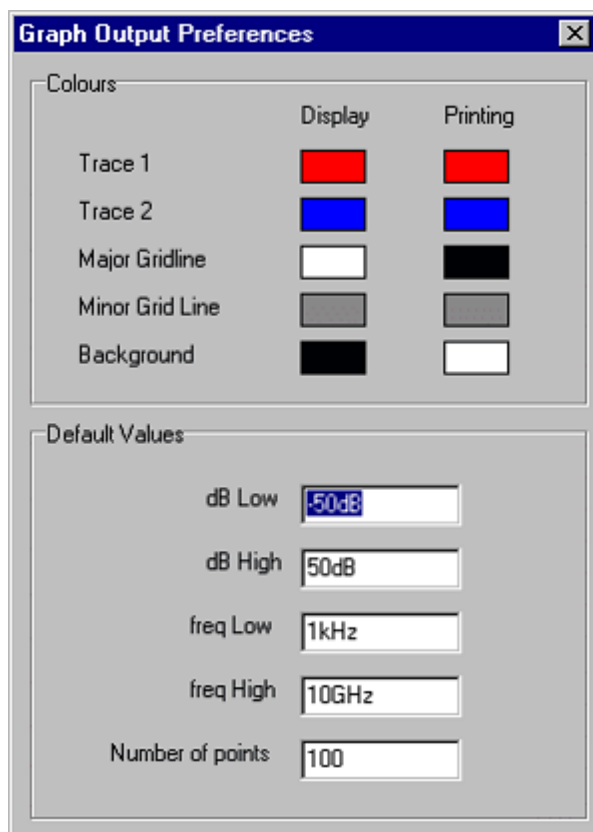 Graph Output Preferences
Colours
Display Printing
Trace 1
Trace 2
Major Gridline
Minor Grid Line
Background
Default Values
dB Low -50dB
dB High 50dB
freq Low 1kHz
freq High 10GHz
Number of points 100